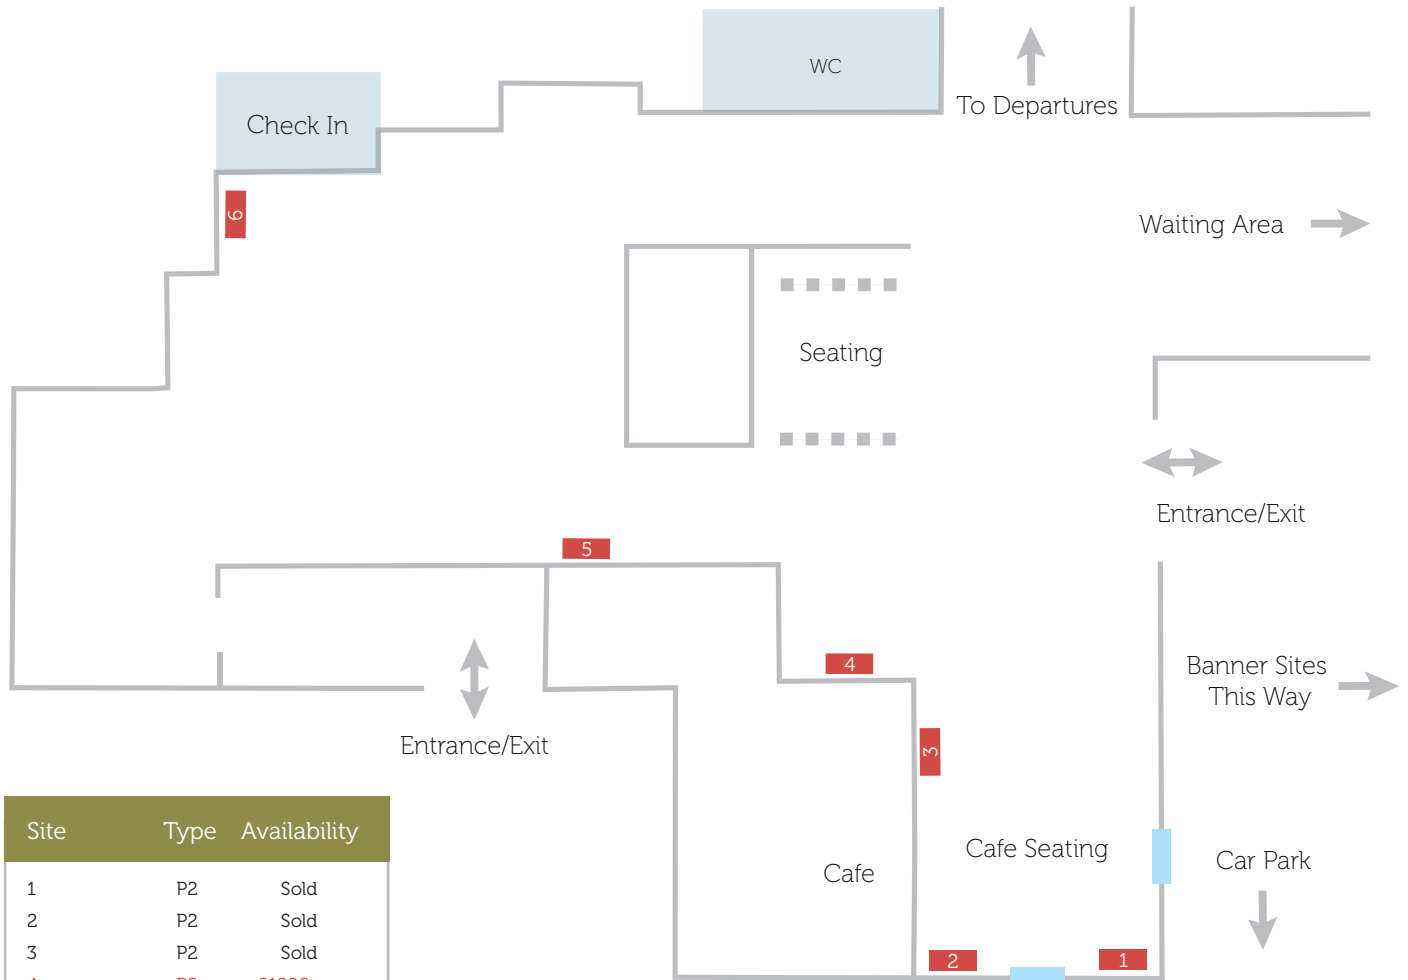 WC
To Departures
Check In
6
Waiting Area
Seating
Entrance/Exit
5
4
Banner Sites
This Way
3
Entrance/Exit
Site Type Availability
Cafe Seating
Car Park
Cafe
1 P2 Sold
2 P2 Sold
3 P2 Sold
2
1